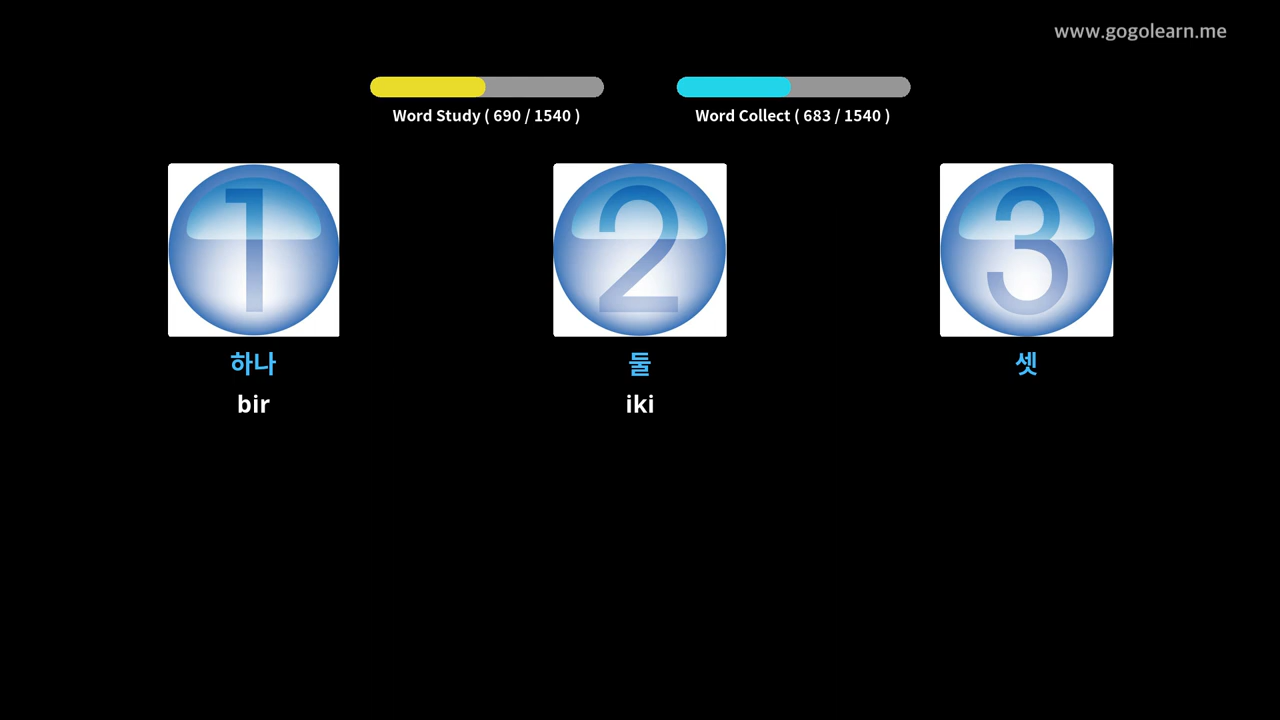 www.gogolearn.me
Word Study ( 690 / 1540 )
Word Collect ( 683 / 1540 )
1
2
3
하나
둘
셋
bir
iki